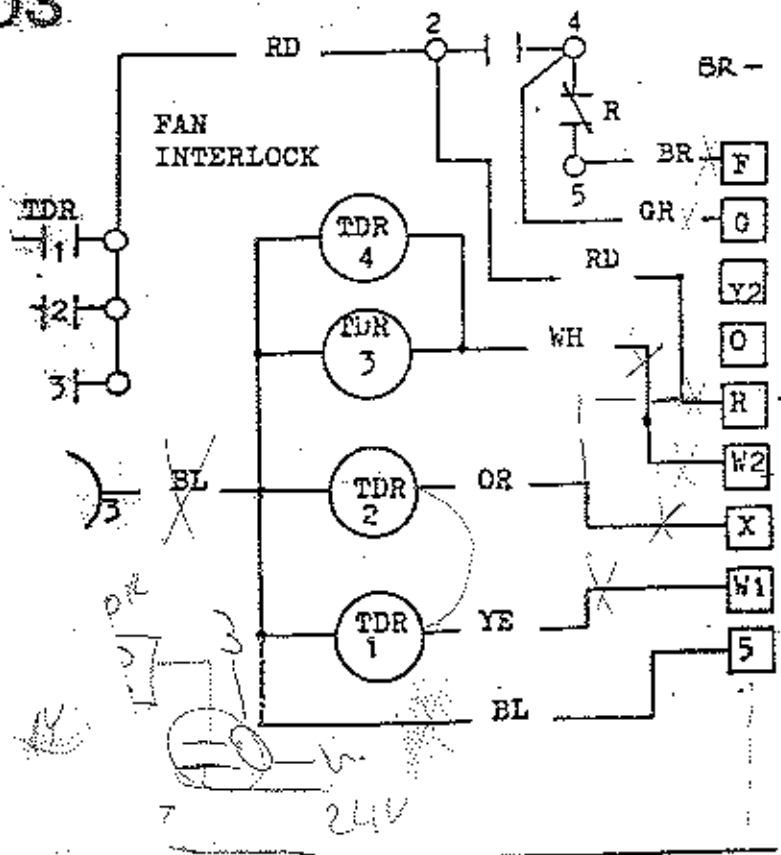 2
4
RD
BR-
FAN
INTERLOCK
R
BR
F
5
TDR
GR
G
1
TDR
4
RD
Y2
2
TDR
3
WH
O
3
R
W2
BL
TDR
2
OR
3
X
W1
TDR
1
YE
5
BL
24V